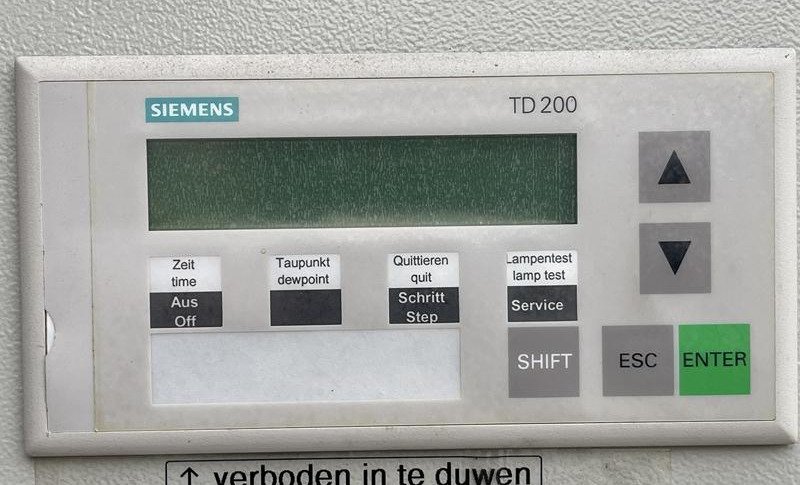 SIEMENS
TD 200
Zeit
time
Aus
Off
Taupunkt
dewpoint
Quittieren
quit
Schritt
Step
Lampentest
lamp test
Service
SHIFT
ESC
ENTER
↑ verboden in te duwen